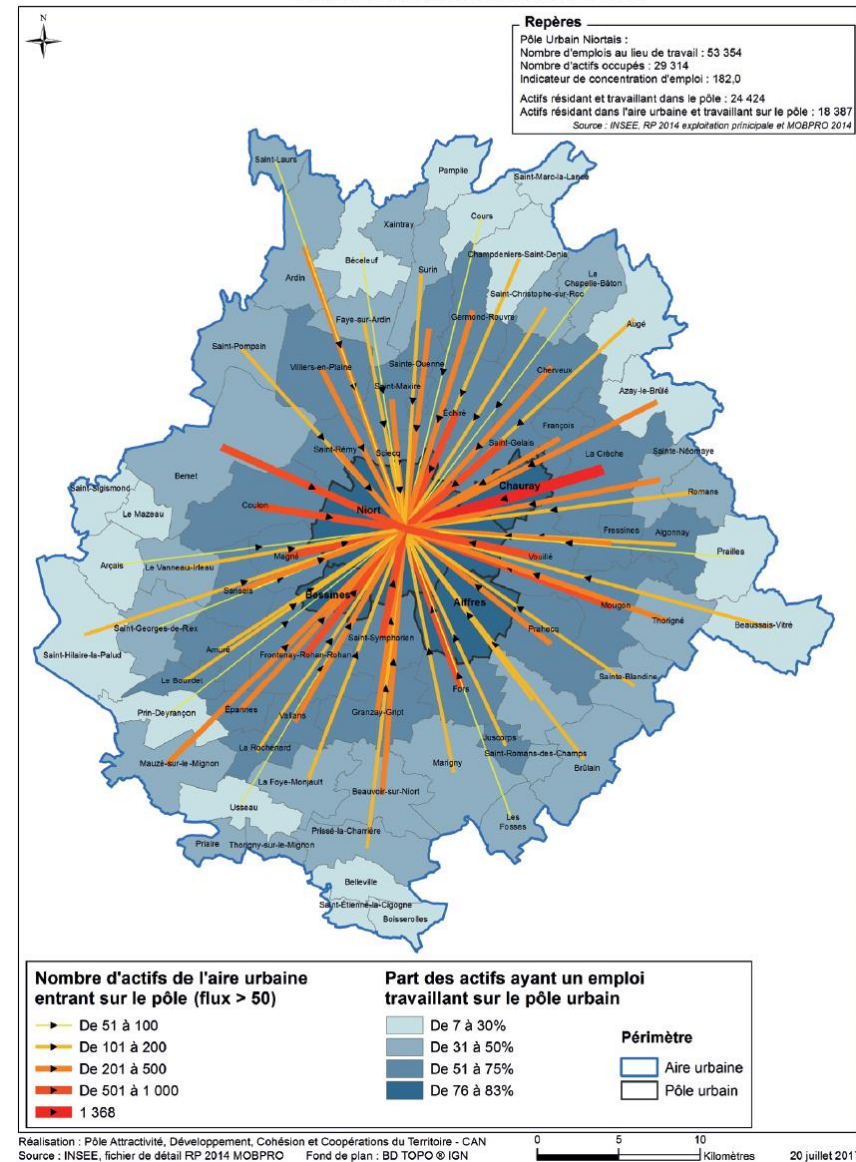 N
Repères
Pôle Urbain Niortais :
Nombre d'emplois au lieu de travail : 53 354
Nombre d'actifs occupés : 29 314
Indicateur de concentration d'emploi : 182,0
Actifs résidant et travaillant dans le pôle : 24 424
Actifs résidant dans l'aire urbaine et travaillant sur le pôle : 18 387
Source : INSEE, RP 2014 exploitation prinicipale et MOBPRO 2014
Saint-Laurs
Pamplie
Saint-Marc-la-Lande
Cours
Xaintray
Béceleuf
Surin
Champdeniers-Saint-Denis
La
Chapelle-Bâton
Ardin
Saint-Christophe-sur-Roc
Faye-sur-Ardin
Germond-Rouvre
Augé
Saint-Pompain
Villiers-en-Plaine
Sainte-Ouenne
Cherveux
Saint-Maxire
Azay-le-Brûlé
Échiré
François
Saint-Rémy
Sciecq
Saint-Gelais
La Crèche
Sainte-Néomaye
Benet
Saint-Sigismond
Chauray
Romans
Le Mazeau
Coulon
Niort
Fressines
Aigonnay
Magné
Vouillé
Prailles
Arçais
Le Vanneau-Irleau
Sansais
Bessines
Aiffres
Mougon
Thorigné
Beaussais-Vitré
Saint-Georges-de-Rex
Saint-Symphorien
Prahecq
Saint-Hilaire-la-Palud
Amuré
Frontenay-Rohan-Rohan
Le Bourdet
Sainte-Blandine
Fors
Prin-Deyrançon
Épannes
Vallans
Granzay-Gript
Juscorps
La Rochenard
Saint-Romans-des-Champs
Mauzé-sur-le-Mignon
Marigny
Brûlain
La Foye-Monjault
Beauvoir-sur-Niort
Usseau
Les
Fosses
Prissé-la-Charrière
Priaire
Thorigny-sur-le-Mignon
Belleville
Saint-Étienne-la-Cigogne
Boisserolles
Nombre d'actifs de l'aire urbaine
entrant sur le pôle (flux > 50)
De 51 à 100
De 101 à 200
De 201 à 500
De 501 à 1 000
1 368
Part des actifs ayant un emploi
travaillant sur le pôle urbain
De 7 à 30%
De 31 à 50%
De 51 à 75%
De 76 à 83%
Périmètre
Aire urbaine
Pôle urbain
Réalisation : Pôle Attractivité, Développement, Cohésion et Coopérations du Territoire - CAN
Source : INSEE, fichier de détail RP 2014 MOBPRO Fond de plan : BD TOPO ® IGN
0 5 10
Kilomètres
20 juillet 2017